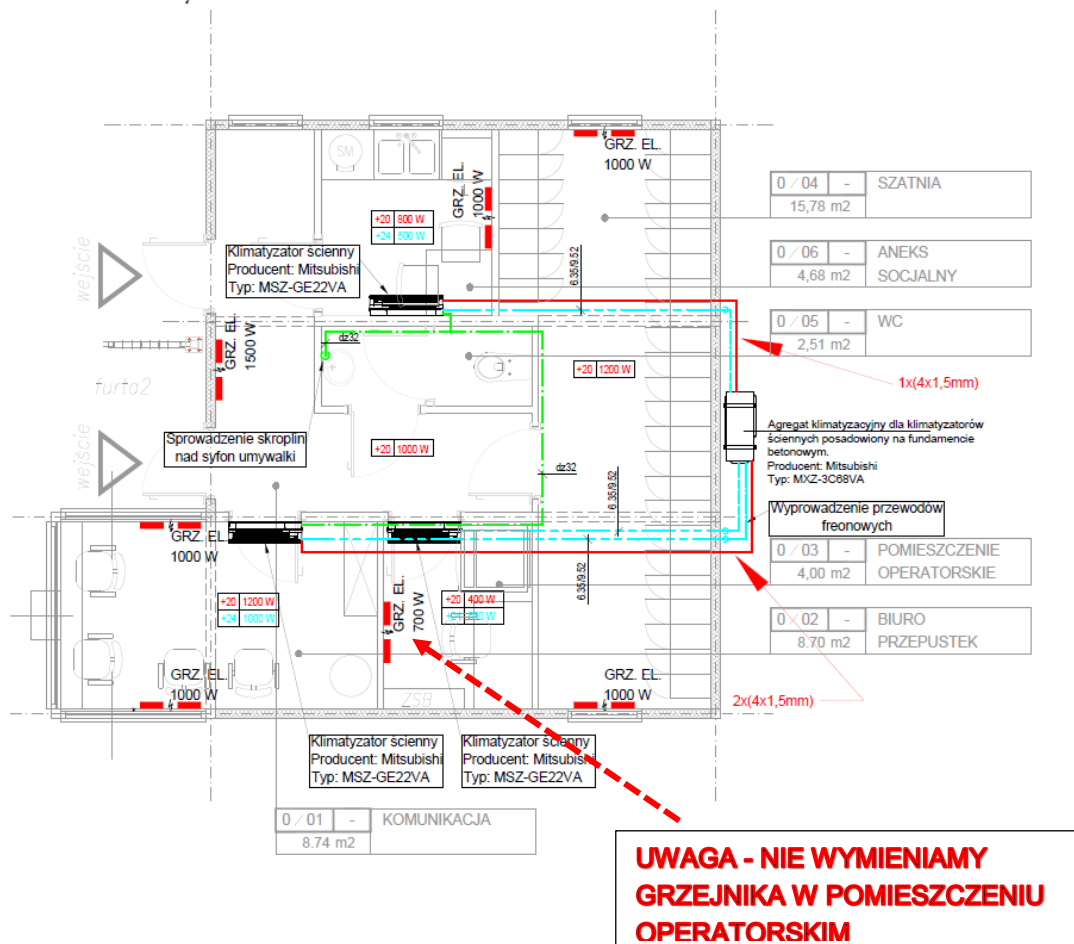 GRZ. EL.
1000 W
SM
GRZ. EL.
1000 W
0/04 - SZATNIA
15,78 m2
+20 800 W
+24 500 W
wejście
Klimatyzator ścienny
Producent: Mitsubishi
Typ: MSZ-GE22VA
6.35/9.52
0/06 - ANEKS
4,68 m2 SOCJALNY
0/05 - WC
2,51 m2
GRZ. EL.
1500 W
dz32
furta2
+20 1200 W
1x(4x1,5mm)
Agregat klimatyzacyjny dla klimatyzatorów
ściennych posadowiony na fundamencie
betonowym.
Producent: Mitsubishi
Typ: MXZ-3C68VA
wejście
Sprowadzenie skroplin
nad syfon umywalki
+20 1000 W
dz32
6.35/9.52
Wyprowadzenie przewodów
freonowych
GRZ. EL.
1000 W
0/03 - POMIESZCZENIE
4,00 m2 OPERATORSKIE
6.35/9.52
+20 1200 W
+24 1000 W
GRZ. EL.
700 W
+20 400 W
0/02 - BIURO
8.70 m2 PRZEPUSTEK
GRZ. EL.
1000 W
ZSB
GRZ. EL.
1000 W
2x(4x1,5mm)
Klimatyzator ścienny
Producent: Mitsubishi
Typ: MSZ-GE22VA
Klimatyzator ścienny
Producent: Mitsubishi
Typ: MSZ-GE22VA
0/01 - KOMUNIKACJA
8.74 m2
UWAGA - NIE WYMIENIAMY
GRZEJNIKA W POMIESZCZENIU
OPERATORSKIM